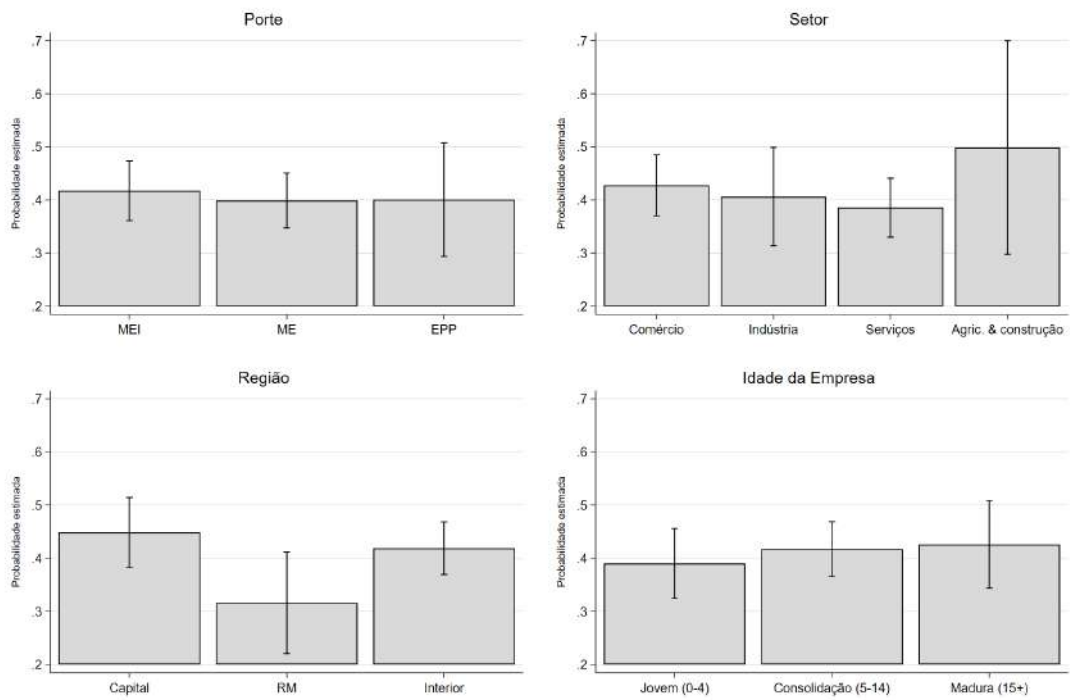 Porte
Probabilidade estimada
.7
.6
.5
.4
.3
.2
MEI ME EPP
Setor
Probabilidade estimada
.7
.6
.5
.4
.3
.2
Comércio Indústria Serviços Agric. & construção
Região
Probabilidade estimada
.7
.6
.5
.4
.3
.2
Capital RM Interior
Idade da Empresa
Probabilidade estimada
.7
.6
.5
.4
.3
.2
Jovem (0-4) Consolidação (5-14) Madura (15+)